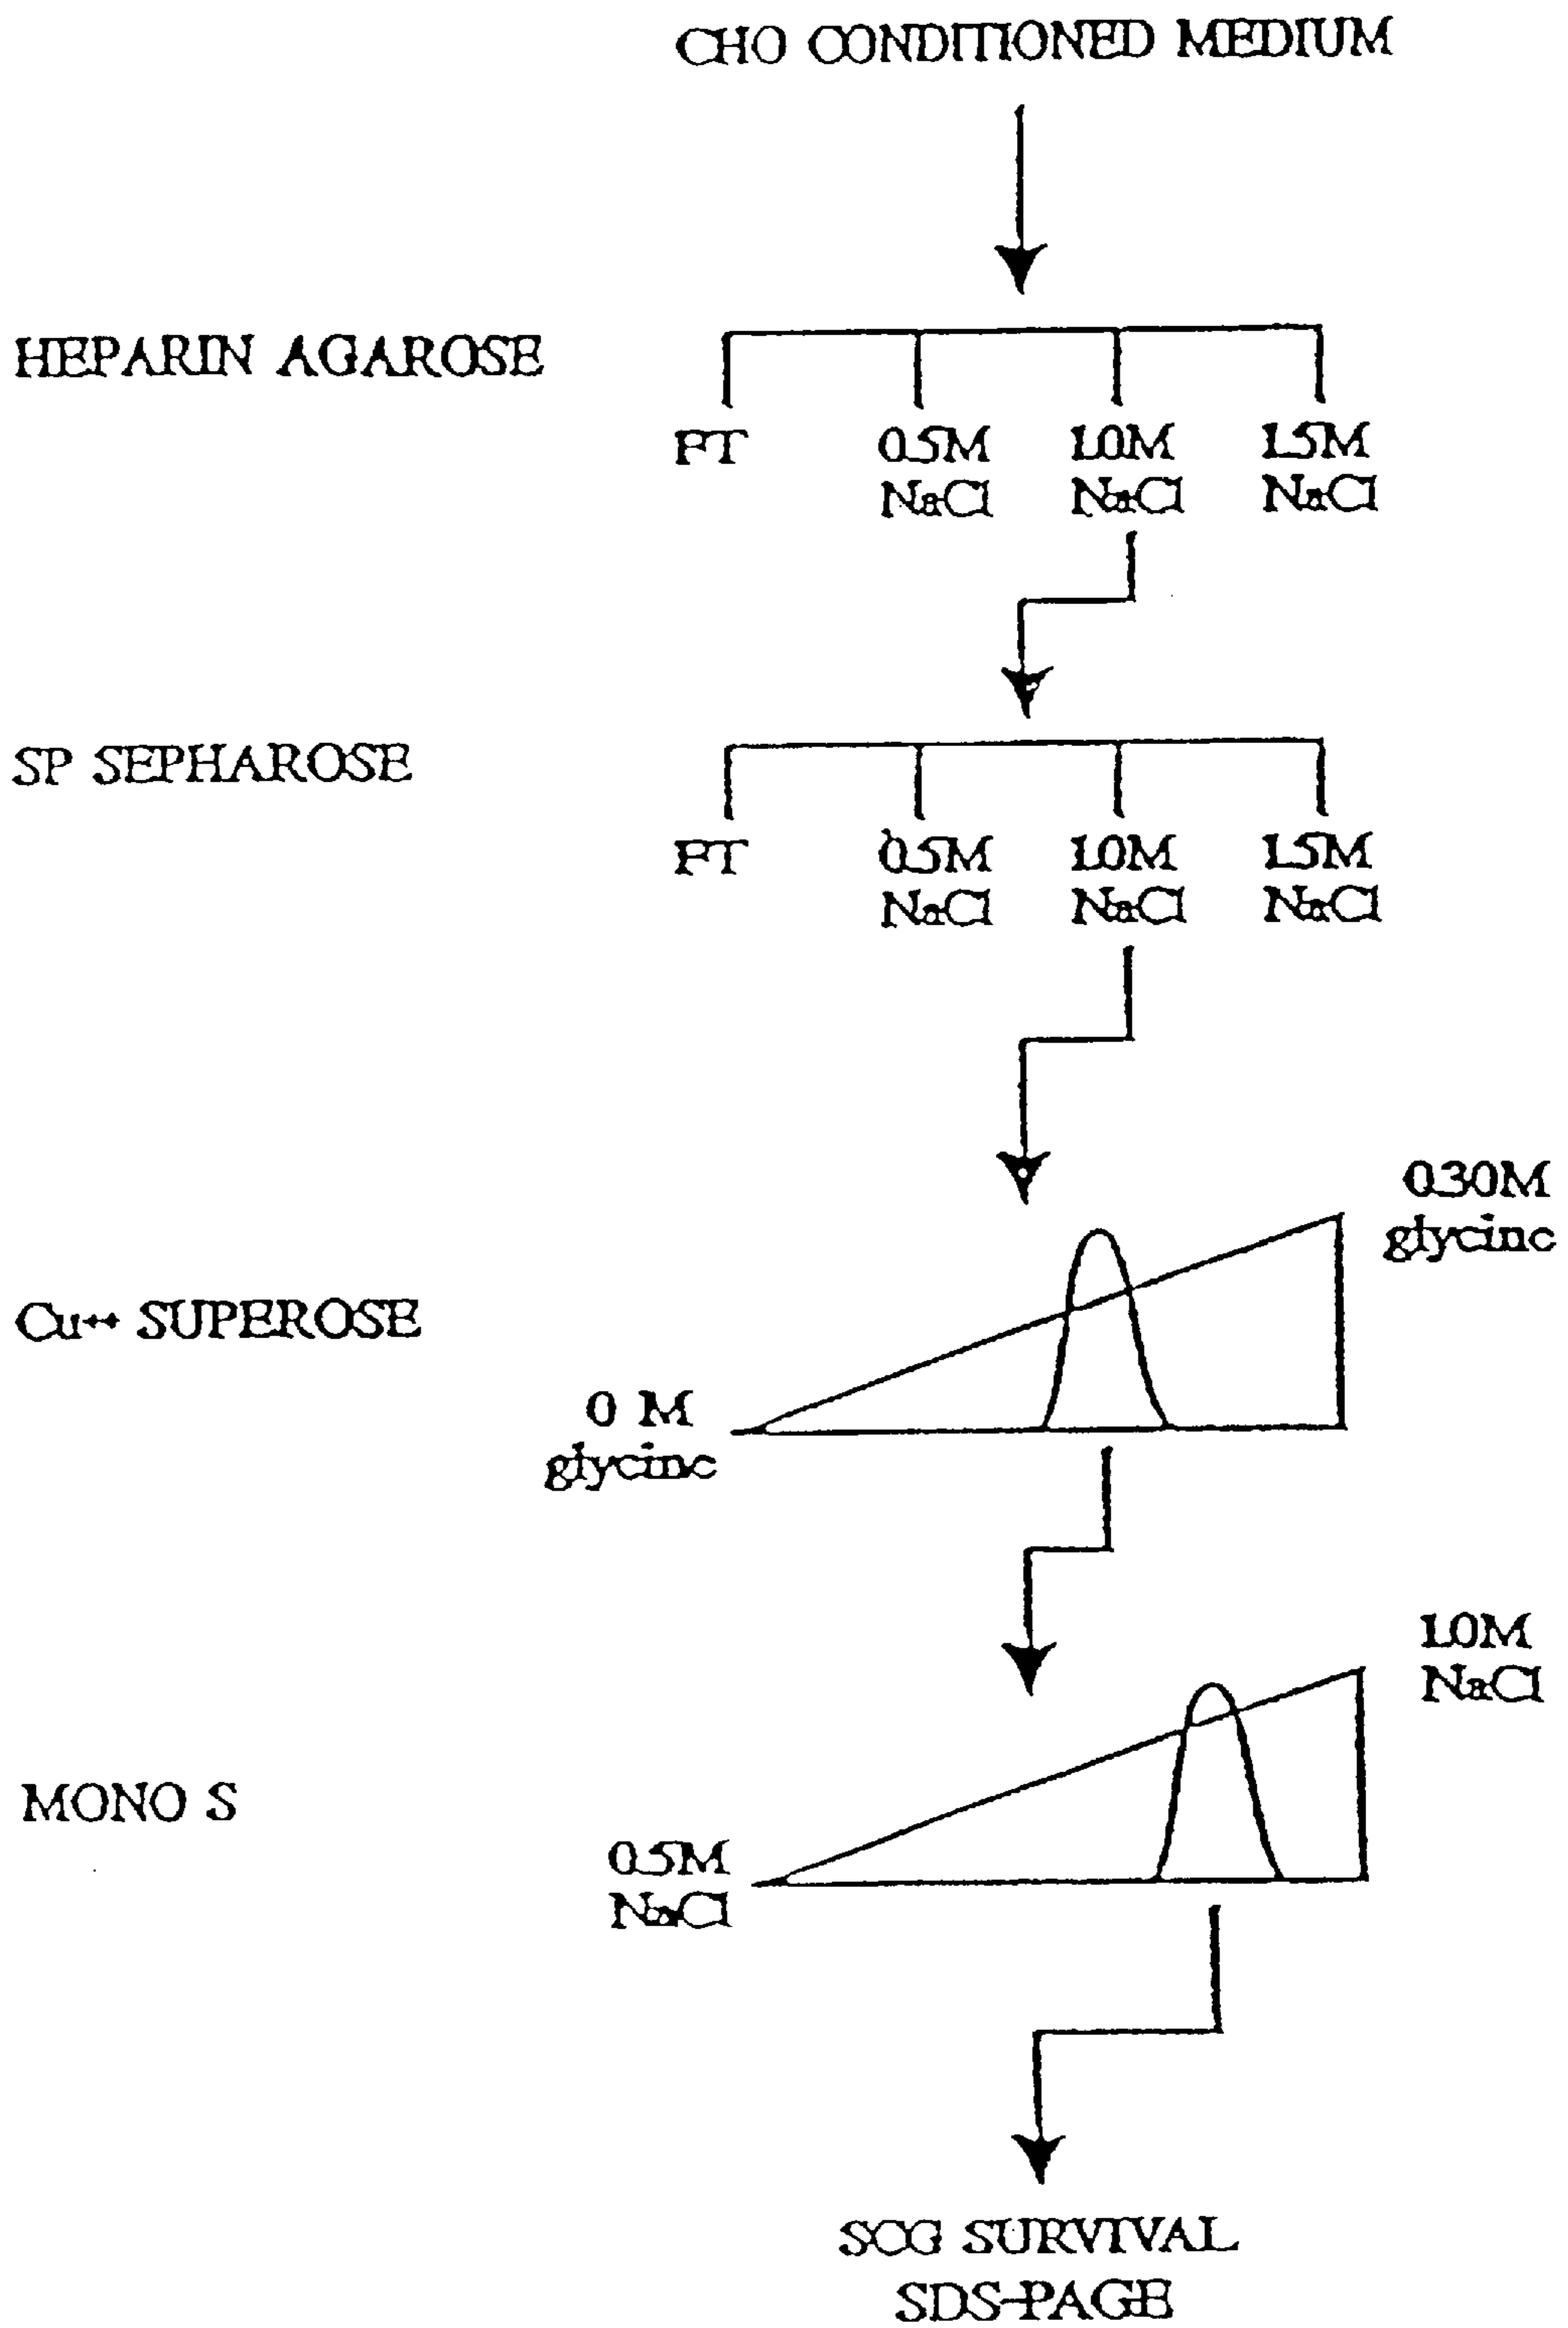 CHO CONDITIONED MEDIUM
HEPARIN AGAROSE
FT
0.5M
NaCl
1.0M
NaCl
1.5M
NaCl
SP SEPHAROSE
FT
0.5M
NaCl
1.0M
NaCl
1.5M
NaCl
0.30M
glycine
Cu++ SUPEROSE
0 M
glycine
1.0M
NaCl
MONO S
0.5M
NaCl
SCG SURVIVAL
SDS-PAGE